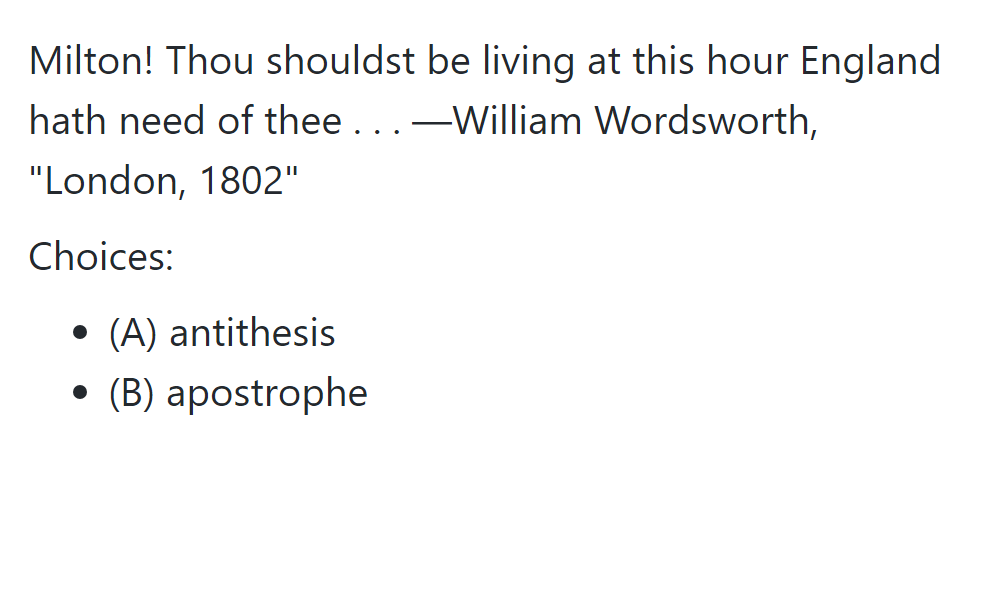 Milton! Thou shouldst be living at this hour England
hath need of thee . . . —William Wordsworth,
"London, 1802"
Choices:
• (A) antithesis
• (B) apostrophe